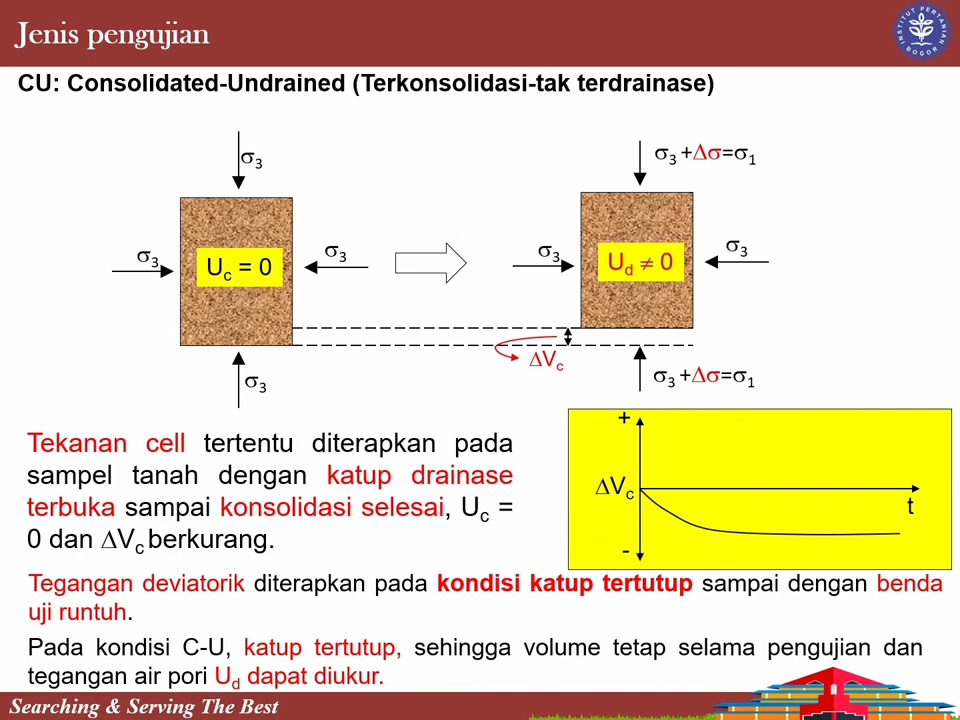 Jenis pengujian
INSTITUT PERTANIAN BOGOR
CU: Consolidated-Undrained (Terkonsolidasi-tak terdrainase)
σ3
σ3 +Δσ=σ1
σ3
σ3
Uc = 0
σ3
σ3
Ud ≠ 0
ΔVc
σ3
σ3 +Δσ=σ1
Tekanan cell tertentu diterapkan pada
sampel tanah dengan katup drainase
terbuka sampai konsolidasi selesai, Uc =
0 dan ΔVc berkurang.
+
ΔVc
t
-
Tegangan deviatorik diterapkan pada kondisi katup tertutup sampai dengan benda
uji runtuh.
Pada kondisi C-U, katup tertutup, sehingga volume tetap selama pengujian dan
tegangan air pori Ud dapat diukur.
Searching & Serving The Best